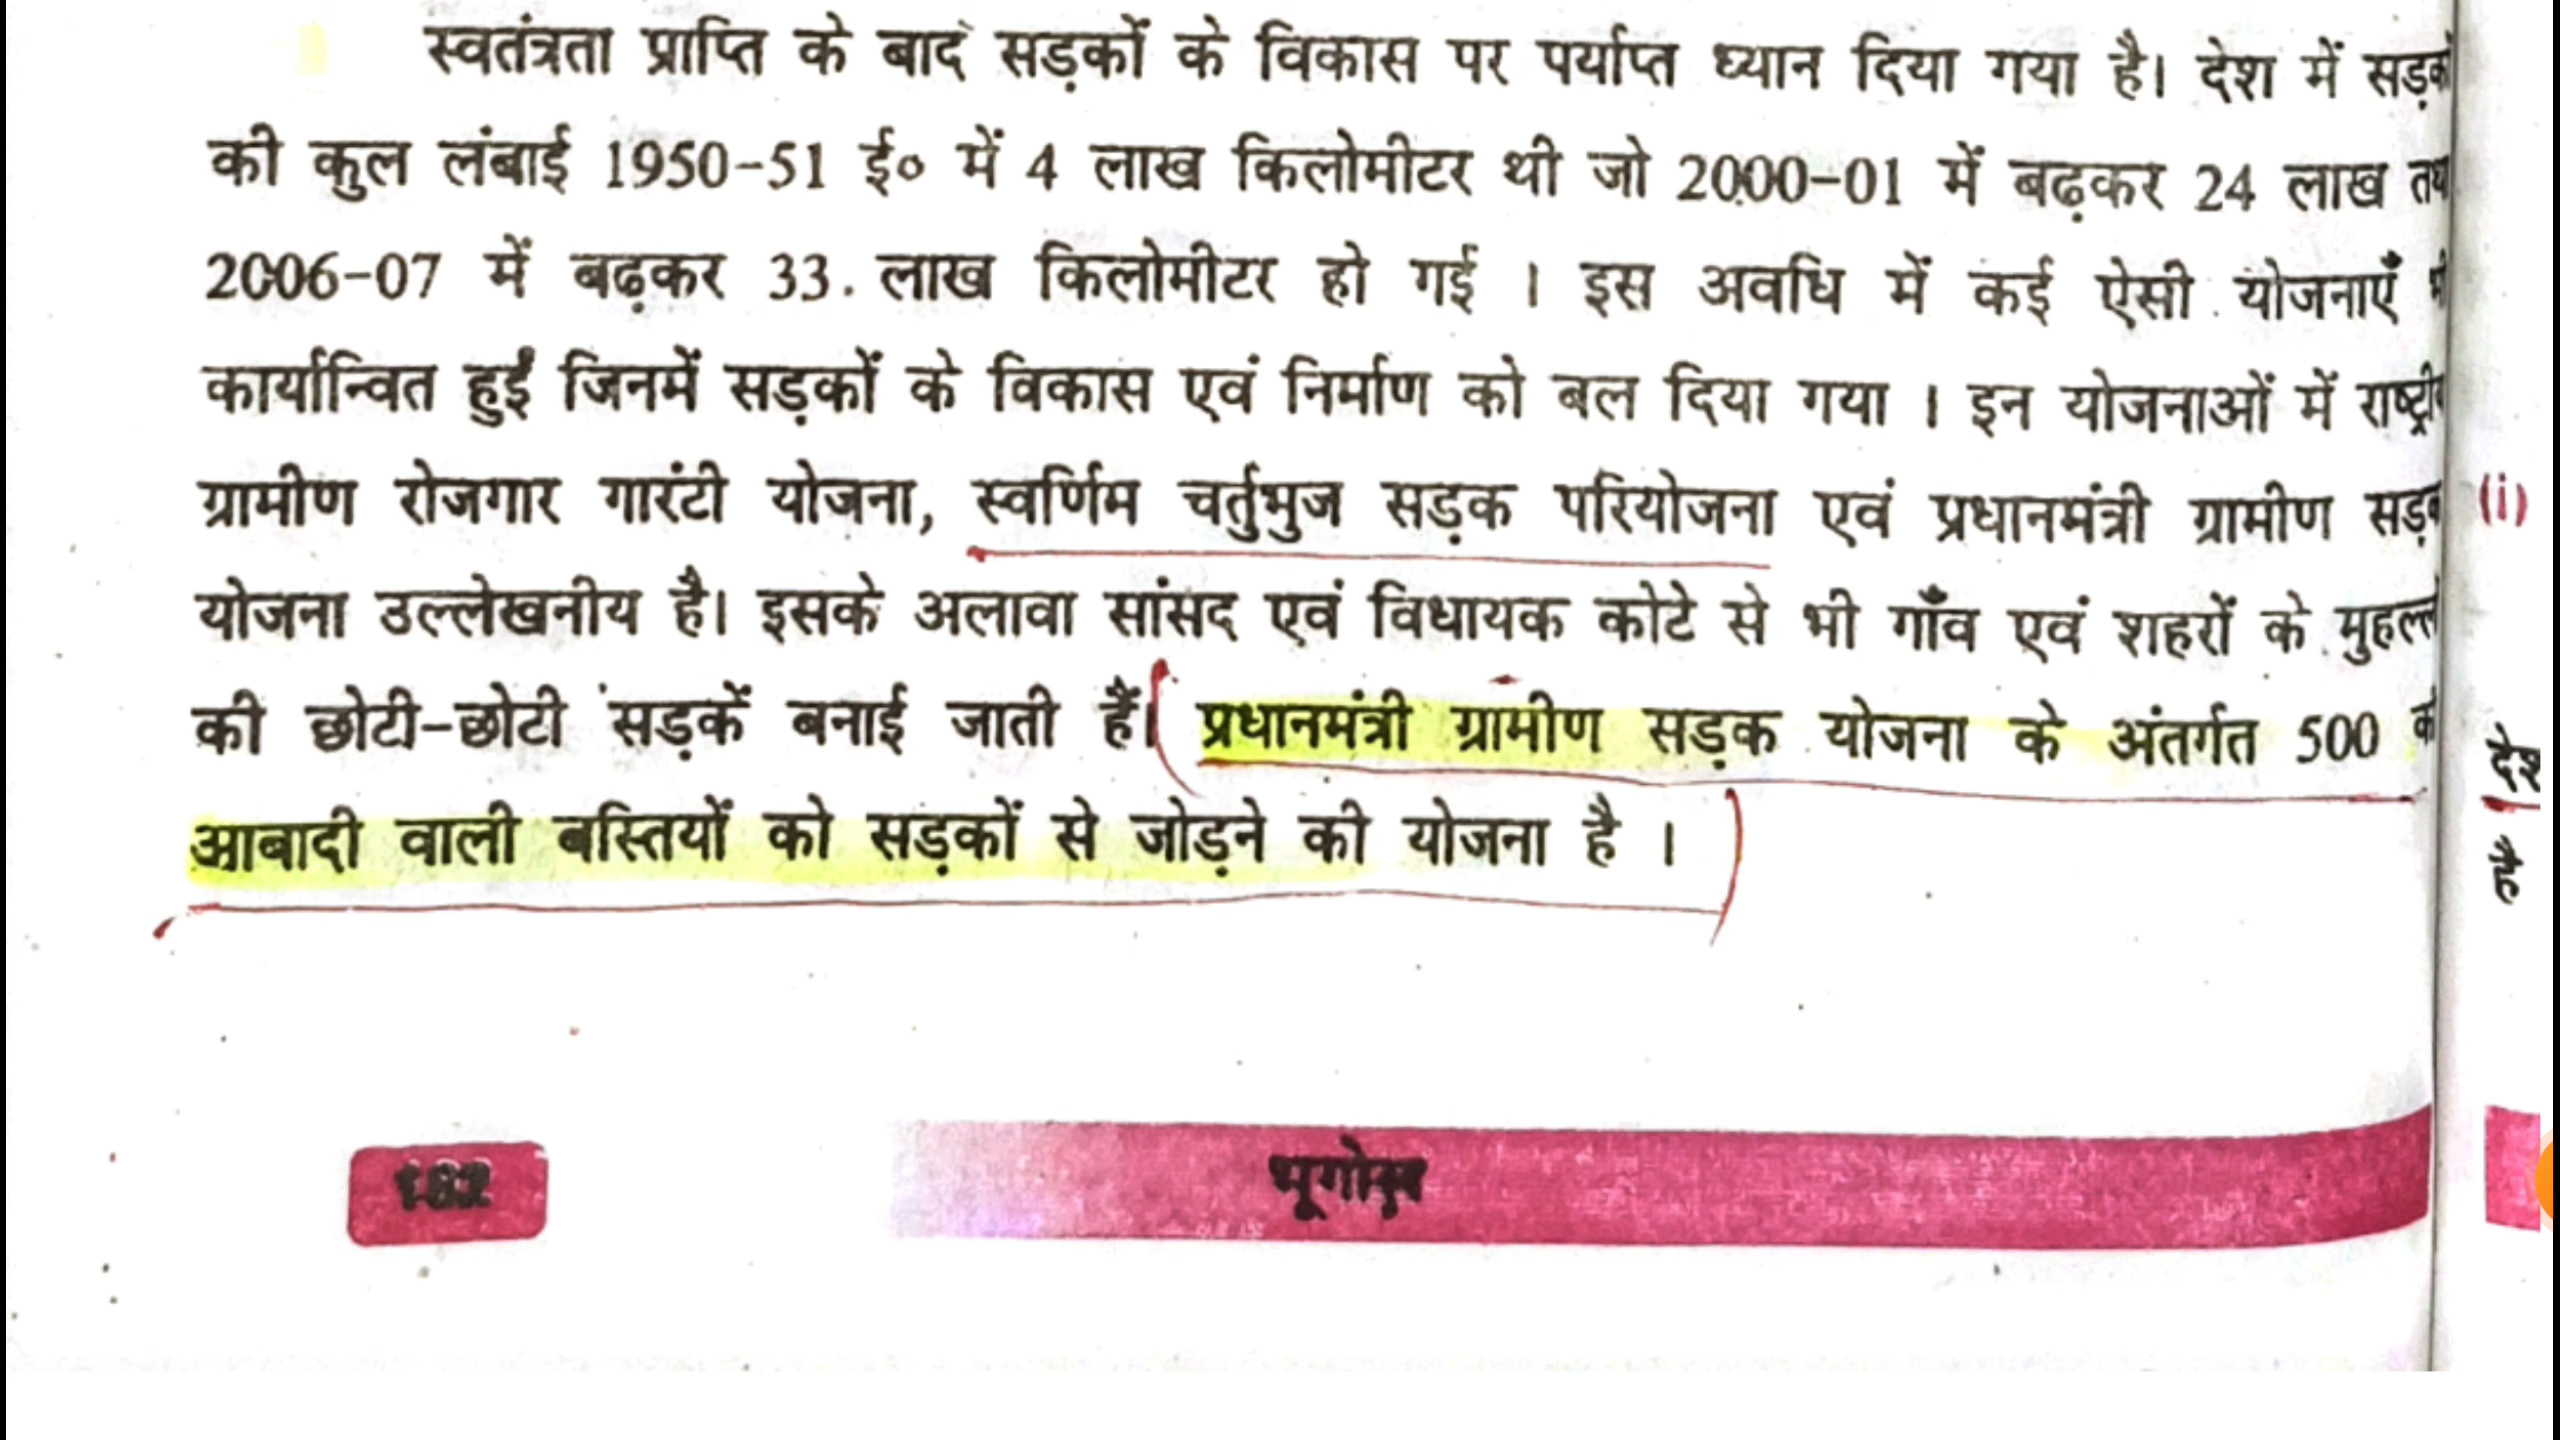 स्वतंत्रता प्राप्ति के बाद सड़कों के विकास पर पर्याप्त ध्यान दिया गया है। देश में
की कुल लंबाई 1950-51 ई० में 4 लाख किलोमीटर थी जो 2000-01 में बढ़कर 24 लाख
2006-07 में बढ़कर 33. लाख किलोमीटर हो गई । इस अवधि में कई ऐसी योजनाएँ
कार्यान्वित हुईं जिनमें सड़कों के विकास एवं निर्माण को बल दिया गया । इन योजनाओं में
ग्रामीण रोजगार गारंटी योजना, स्वर्णिम चर्तुभुज सड़क परियोजना एवं प्रधानमंत्री ग्रामीण
योजना उल्लेखनीय है। इसके अलावा सांसद एवं विधायक कोटे से भी गाँव एवं शहरों के
की छोटी-छोटी सड़कें बनाई जाती हैं। प्रधानमंत्री ग्रामीण सड़क योजना के अंतर्गत 500
आबादी वाली बस्तियों को सड़कों से जोड़ने की योजना है ।
भूगोल
(i)
है